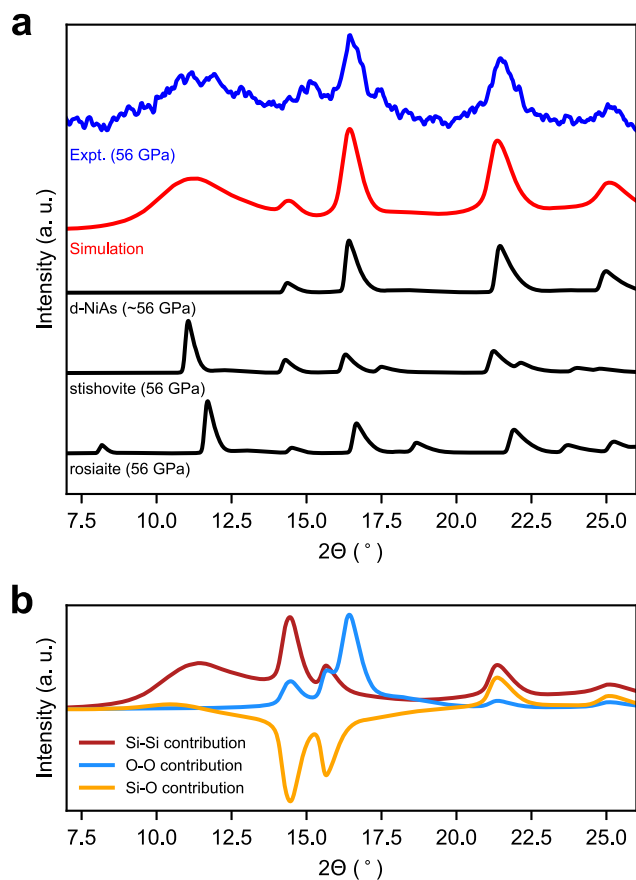 a
Intensity (a. u.)
Expt. (56 GPa)
Simulation
d-NiAs (~56 GPa)
stishovite (56 GPa)
rosiaite (56 GPa)
7.5 10.0 12.5 15.0 17.5 20.0 22.5 25.0
2Θ (°)
b
Intensity (a. u.)
Si-Si contribution
O-O contribution
Si-O contribution
7.5 10.0 12.5 15.0 17.5 20.0 22.5 25.0
2Θ (°)